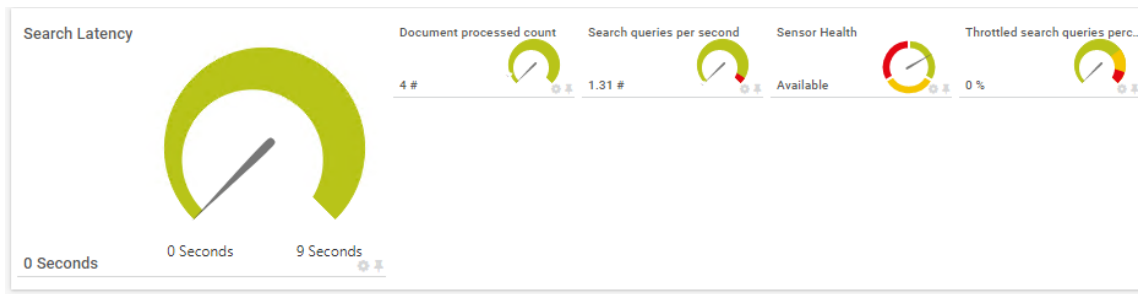 Search Latency
0 Seconds
9 Seconds
0 Seconds
Document processed count
4 #
Search queries per second
1.31 #
Sensor Health
Available
Throttled search queries perc...
0 %